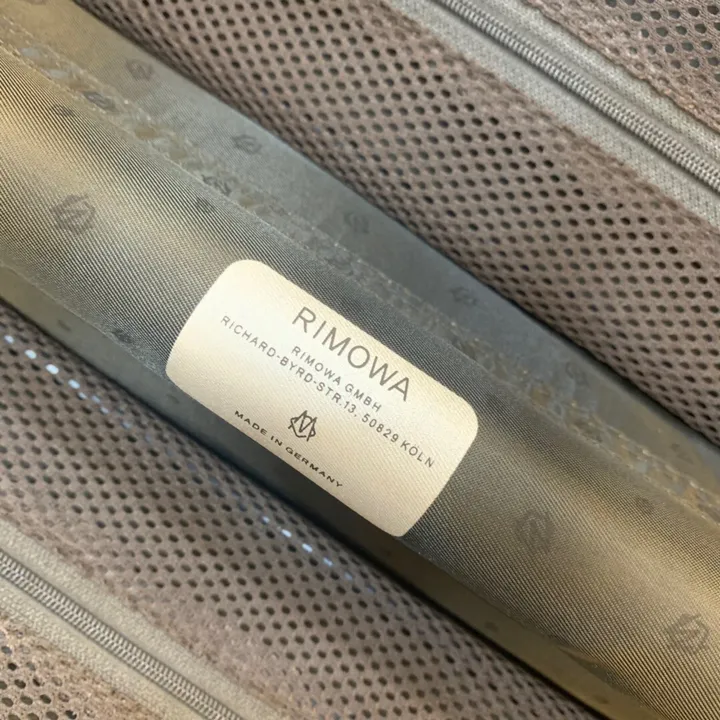 RIMOWA
RIMOWA GMBH
RICHARD-BYRD-STR.13, 50829 KÖLN
MADE IN GERMANY